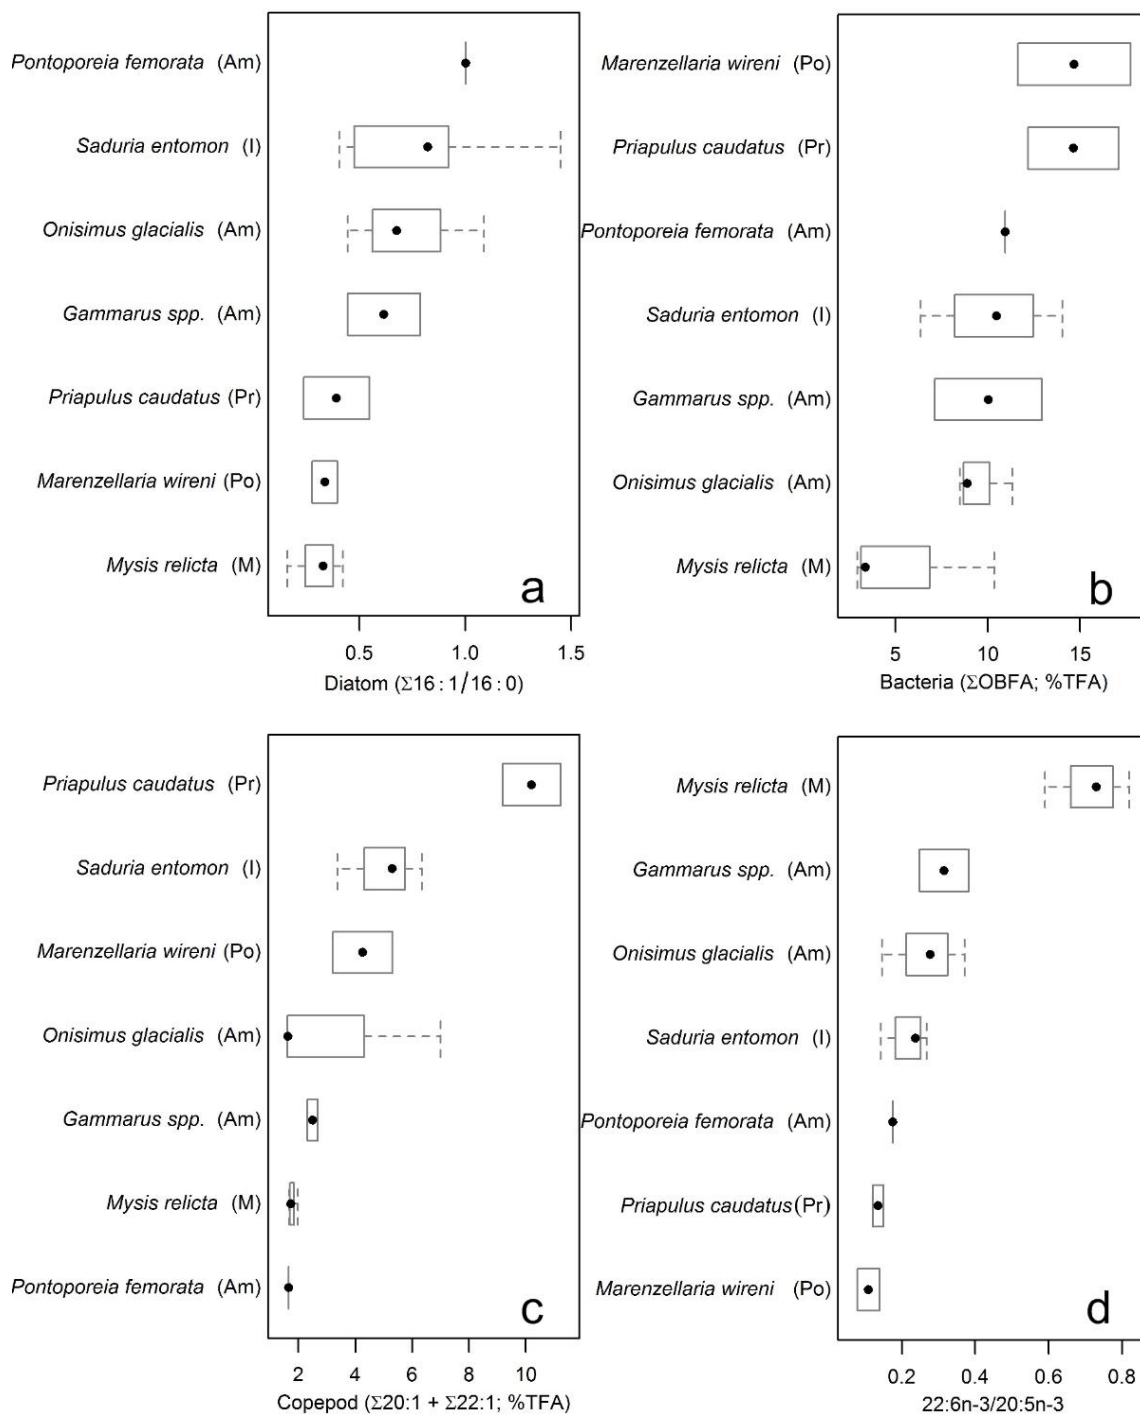 Pontoporeia femorata (Am)
Saduria entomon (I)
Onisimus glacialis (Am)
Gammarus spp. (Am)
Priapulus caudatus (Pr)
Marenzellaria wireni (Po)
Mysis relicta (M)
a
0.5 1.0 1.5
Diatom (Σ16:1/16:0)
Marenzellaria wireni (Po)
Priapulus caudatus (Pr)
Pontoporeia femorata (Am)
Saduria entomon (I)
Gammarus spp. (Am)
Onisimus glacialis (Am)
Mysis relicta (M)
b
5 10 15
Bacteria (ΣOBFA; %TFA)
Priapulus caudatus (Pr)
Saduria entomon (I)
Marenzellaria wireni (Po)
Onisimus glacialis (Am)
Gammarus spp. (Am)
Mysis relicta (M)
Pontoporeia femorata (Am)
c
2 4 6 8 10
Copepod (Σ20:1 + Σ22:1; %TFA)
Mysis relicta (M)
Gammarus spp. (Am)
Onisimus glacialis (Am)
Saduria entomon (I)
Pontoporeia femorata (Am)
Priapulus caudatus (Pr)
Marenzellaria wireni (Po)
d
0.2 0.4 0.6 0.8
22:6n-3/20:5n-3